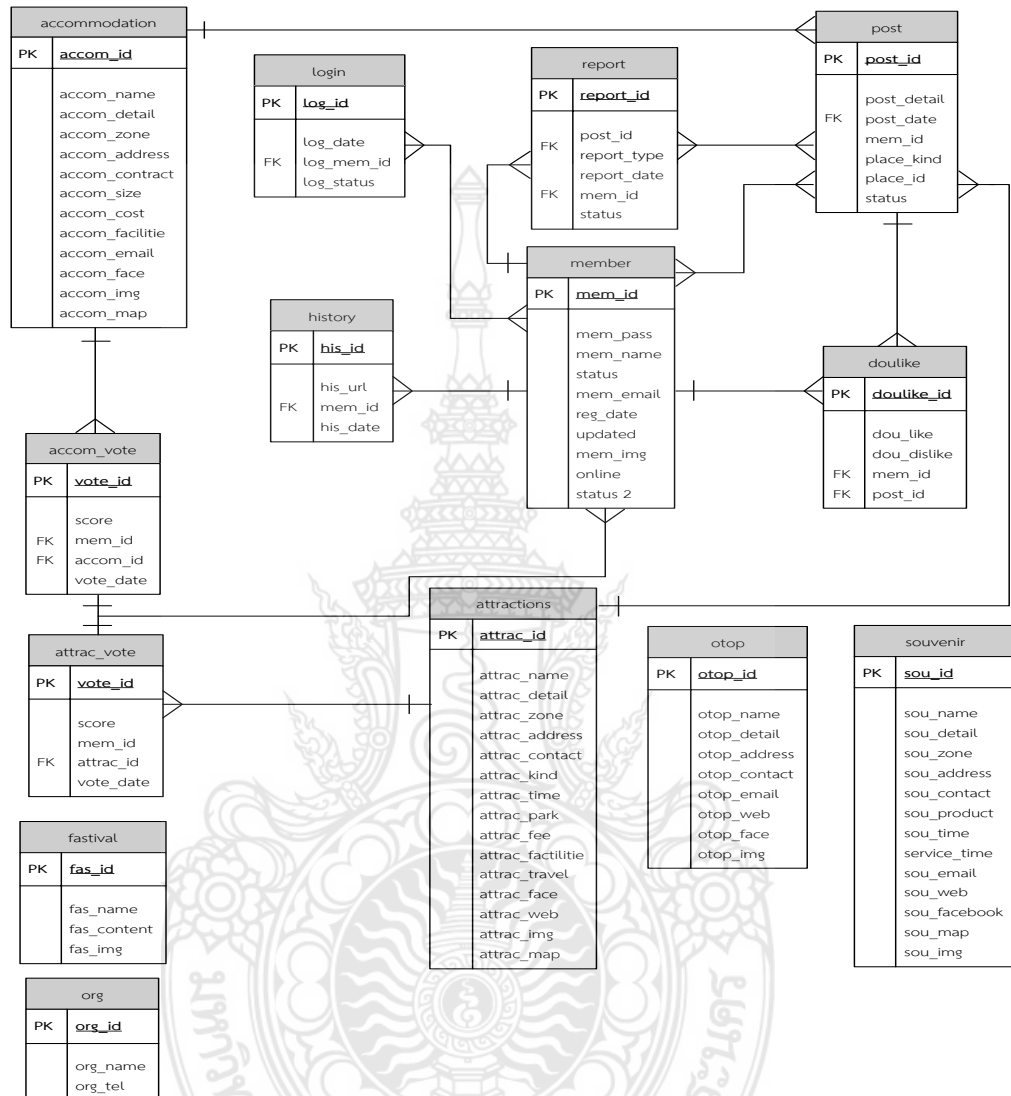 accommodation
PK accom_id
accom_name
accom_detail
accom_zone
accom_address
accom_contract
accom_size
accom_cost
accom_facilitie
accom_email
accom_face
accom_img
accom_map
login
PK log_id
log_date
FK log_mem_id
log_status
report
PK report_id
FK post_id
report_type
report_date
FK mem_id
status
post
PK post_id
post_detail
FK post_date
mem_id
place_kind
place_id
status
history
PK his_id
his_url
FK mem_id
his_date
member
PK mem_id
mem_pass
mem_name
status
mem_email
reg_date
updated
mem_img
online
status 2
doulike
PK doulike_id
dou_like
dou_dislike
FK mem_id
FK post_id
accom_vote
PK vote_id
score
FK mem_id
FK accom_id
vote_date
attrac_vote
PK vote_id
score
mem_id
FK attrac_id
vote_date
attractions
PK attrac_id
attrac_name
attrac_detail
attrac_zone
attrac_address
attrac_contact
attrac_kind
attrac_time
attrac_park
attrac_fee
attrac_factilitie
attrac_travel
attrac_face
attrac_web
attrac_img
attrac_map
otop
PK otop_id
otop_name
otop_detail
otop_address
otop_contact
otop_email
otop_web
otop_face
otop_img
souvenir
PK sou_id
sou_name
sou_detail
sou_zone
sou_address
sou_contact
sou_product
sou_time
service_time
sou_email
sou_web
sou_facebook
sou_map
sou_img
fastival
PK fas_id
fas_name
fas_content
fas_img
org
PK org_id
org_name
org_tel